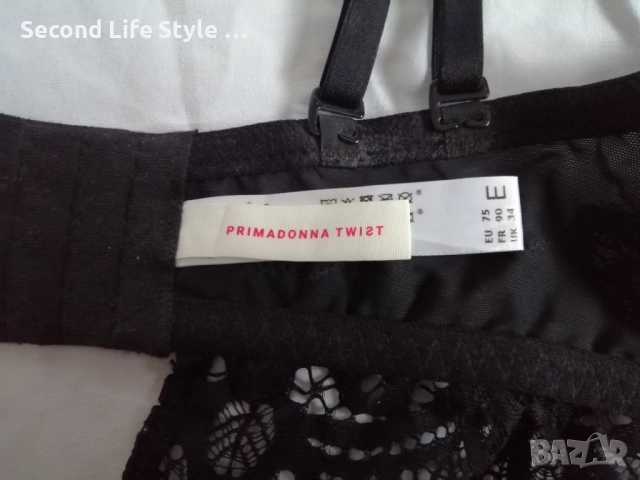 Second Life Style ...
PRIMADONNA TWIST
EU 75
FR 90
UK 34
E
BAZAR